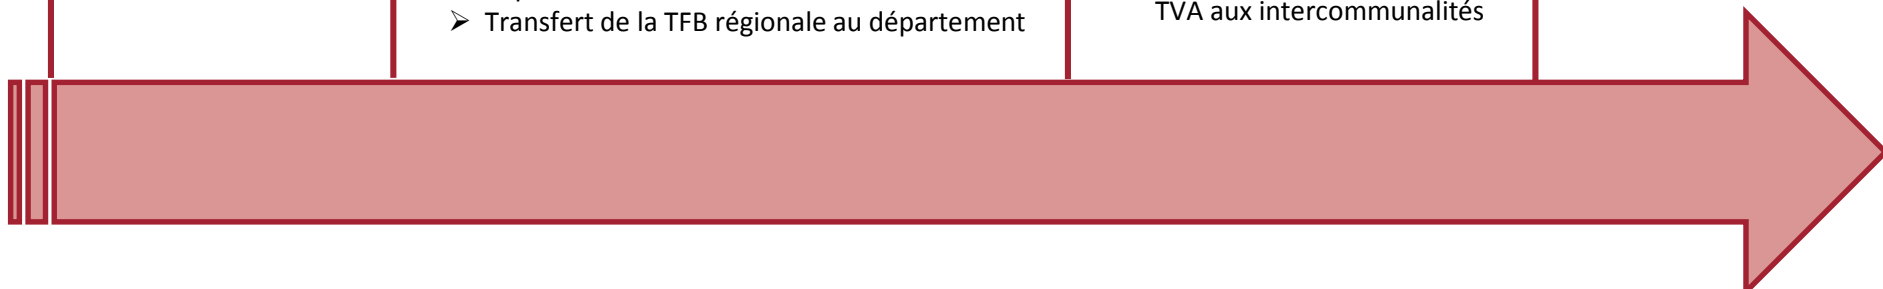 ➢ Transfert de la TFB régionale au département
TVA aux intercommunalités